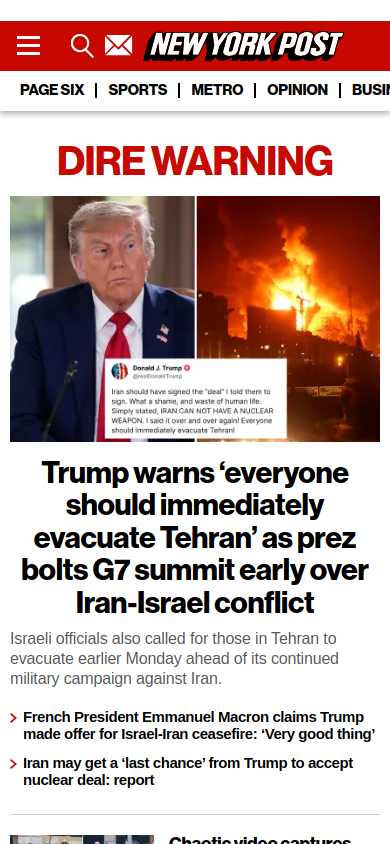 NEW YORK POST
PAGE SIX
SPORTS
METRO
OPINION
BUSIN
DIRE WARNING
Donald J. Trump
@realDonaldTrump
Iran should have signed the "deal" I told them to
sign. What a shame, and waste of human life.
Simply stated, IRAN CAN NOT HAVE A NUCLEAR
WEAPON. I said it over and over again! Everyone
should immediately evacuate Tehran!
Trump warns ‘everyone
should immediately
evacuate Tehran’ as prez
bolts G7 summit early over
Iran-Israel conflict
Israeli officials also called for those in Tehran to
evacuate earlier Monday ahead of its continued
military campaign against Iran.
French President Emmanuel Macron claims Trump
made offer for Israel-Iran ceasefire: ‘Very good thing’
Iran may get a ‘last chance’ from Trump to accept
nuclear deal: report
Chaotic video captures